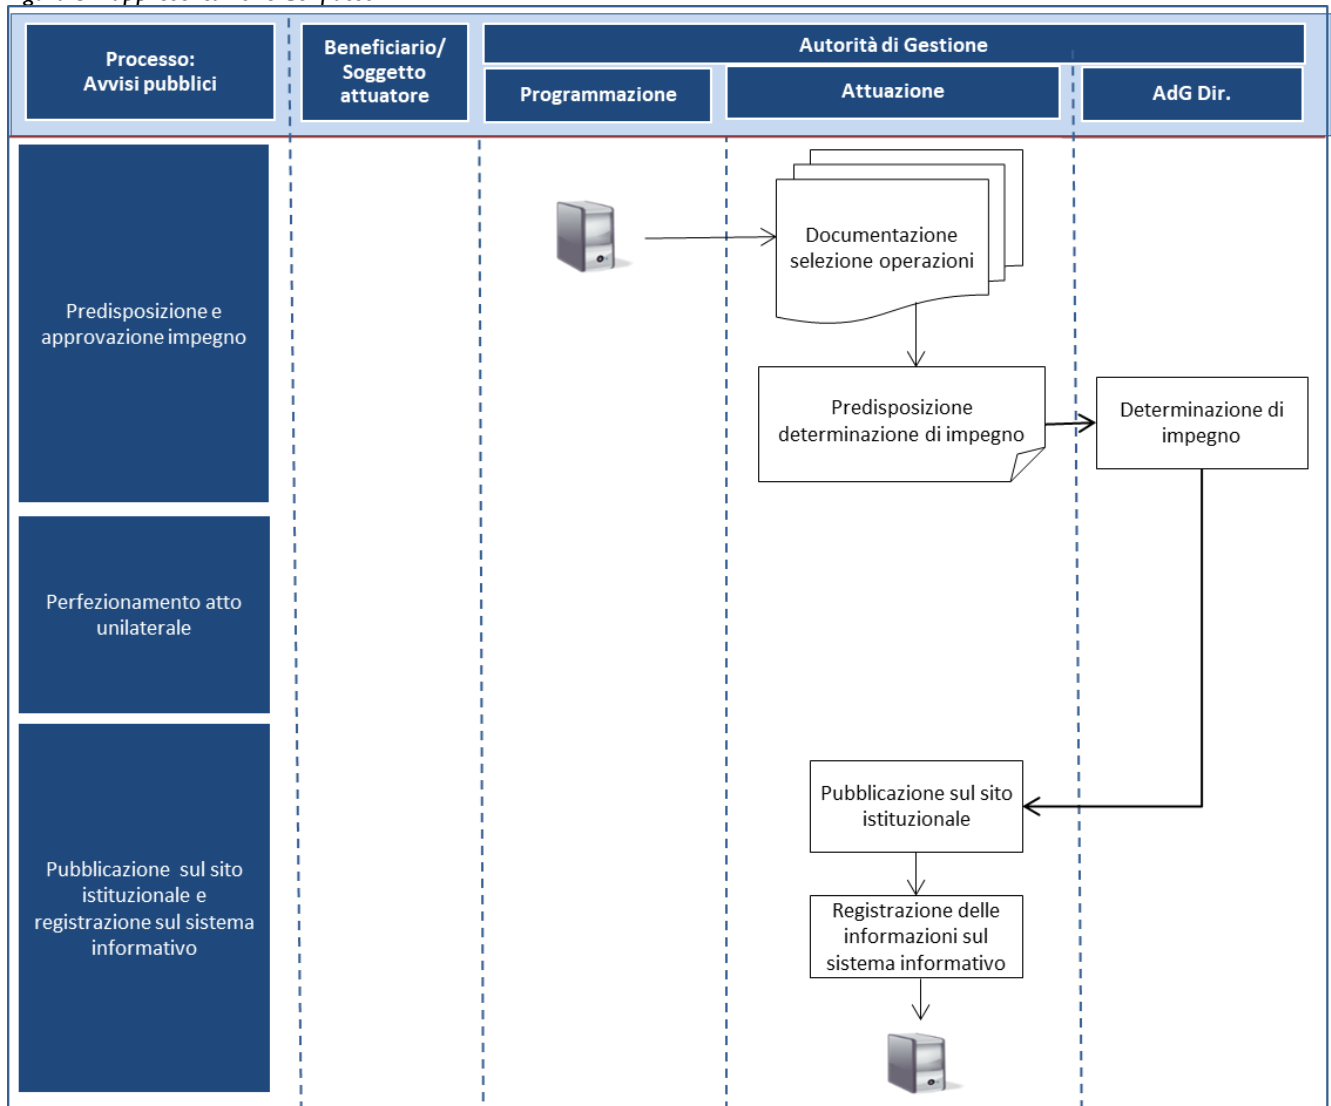 Processo:
Avvisi pubblici
Beneficiario/
Soggetto
attuatore
Autorità di Gestione
Programmazione
Attuazione
AdG Dir.
Predisposizione e
approvazione impegno
Documentazione
selezione operazioni
Predisposizione
determinazione di impegno
Determinazione di
impegno
Perfezionamento atto
unilaterale
Pubblicazione sul sito
istituzionale e
registrazione sul sistema
informativo
Pubblicazione sul sito
istituzionale
Registrazione delle
informazioni sul
sistema informativo